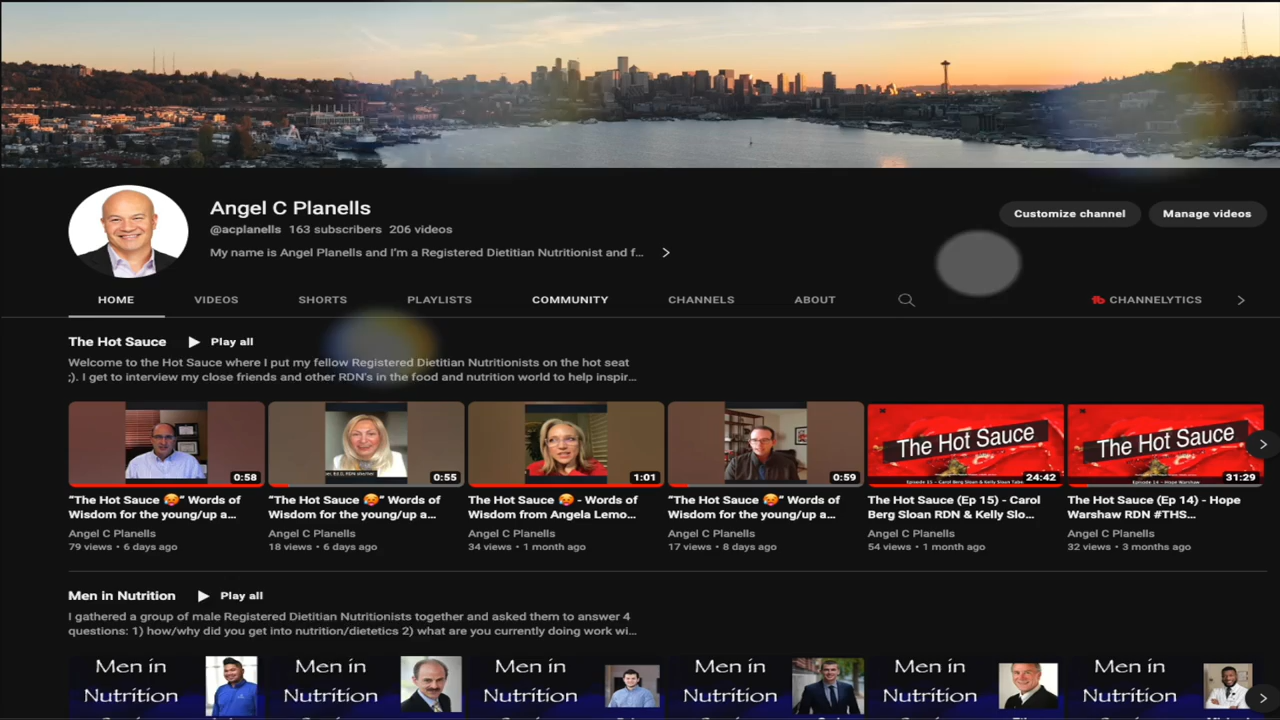 Angel C Planells
@acplanells 163 subscribers 206 videos
Customize channel
Manage videos
My name is Angel Planells and I'm a Registered Dietitian Nutritionist and f...
HOME VIDEOS SHORTS PLAYLISTS COMMUNITY CHANNELS ABOUT CHANNELYTICS
The Hot Sauce Play all
Welcome to the Hot Sauce where I put my fellow Registered Dietitian Nutritionists on the hot seat
;). I get to interview my close friends and other RDN's in the food and nutrition world to help inspir...
0:58
0:55
1:01
0:59
The Hot Sauce
Episode 15 - Carol Berg Sloan & Kelly Sloan Talks
24:42
The Hot Sauce
Episode 14 - Hope Warshaw
31:29
"The Hot Sauce 🥵" Words of
Wisdom for the young/up a...
Angel C Planells
79 views • 6 days ago
"The Hot Sauce 🥵" Words of
Wisdom for the young/up a...
Angel C Planells
18 views • 6 days ago
The Hot Sauce 🥵 - Words of
Wisdom from Angela Lemo...
Angel C Planells
34 views • 1 month ago
"The Hot Sauce 🥵" Words of
Wisdom for the young/up a...
Angel C Planells
17 views • 8 days ago
The Hot Sauce (Ep 15) - Carol
Berg Sloan RDN & Kelly Slo...
Angel C Planells
54 views • 1 month ago
The Hot Sauce (Ep 14) - Hope
Warshaw RDN #THS...
Angel C Planells
32 views • 3 months ago
Men in Nutrition Play all
I gathered a group of male Registered Dietitian Nutritionists together and asked them to answer 4
questions: 1) how/why did you get into nutrition/dietetics 2) what are you currently doing work wi...
Men in
Nutrition
Men in
Nutrition
Men in
Nutrition
Men in
Nutrition
Men in
Nutrition
Men in
Nutrition